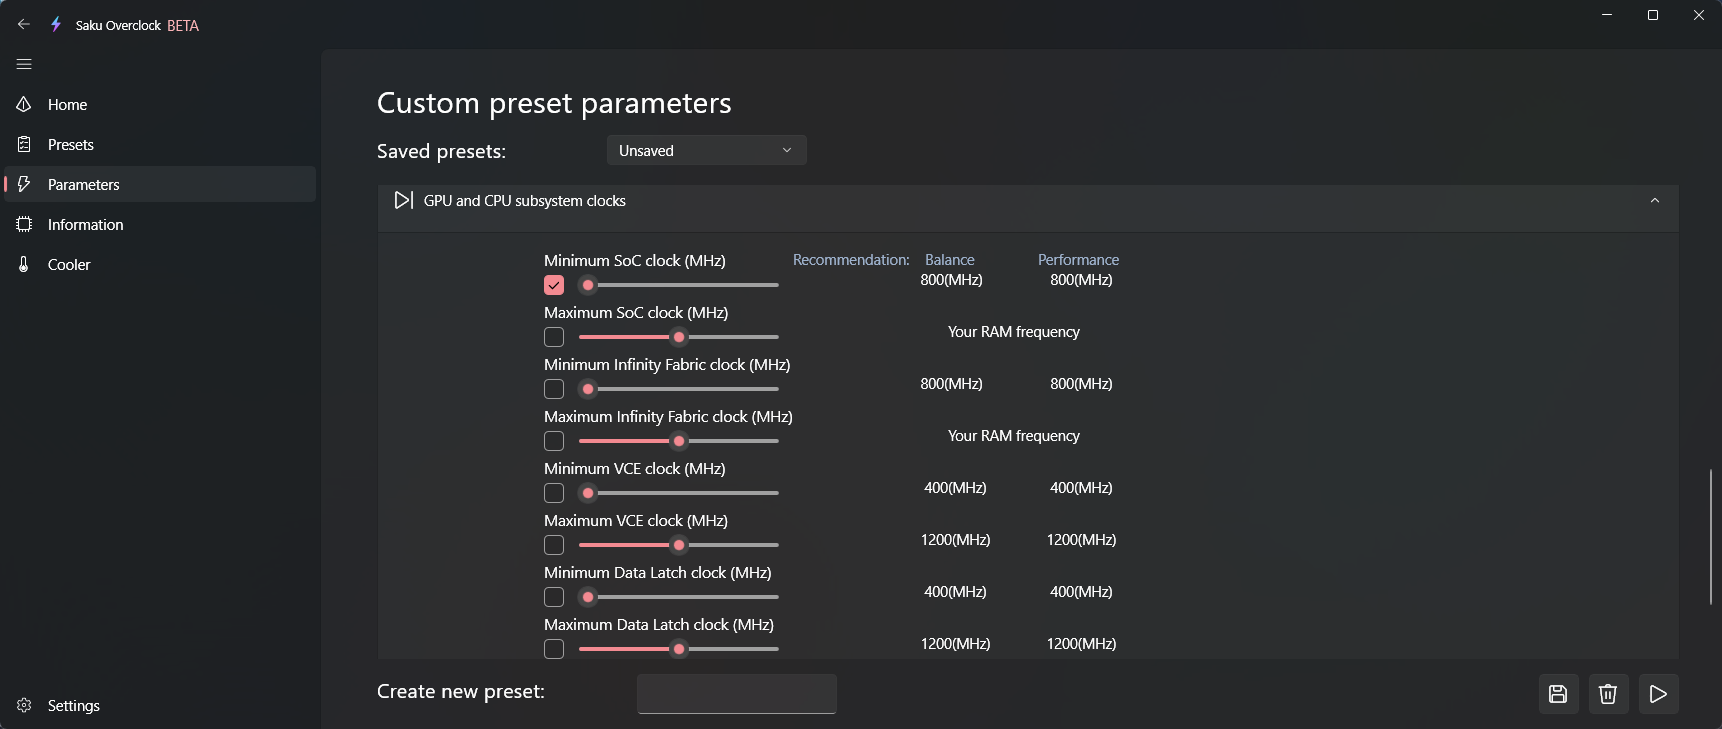 Saku Overclock BETA
Home
Presets
Parameters
Information
Cooler
Settings
Custom preset parameters
Saved presets: Unsaved
GPU and CPU subsystem clocks
Minimum SoC clock (MHz) Recommendation: Balance Performance
800(MHz) 800(MHz)
Maximum SoC clock (MHz)
Your RAM frequency
Minimum Infinity Fabric clock (MHz)
800(MHz) 800(MHz)
Maximum Infinity Fabric clock (MHz)
Your RAM frequency
Minimum VCE clock (MHz)
400(MHz) 400(MHz)
Maximum VCE clock (MHz)
1200(MHz) 1200(MHz)
Minimum Data Latch clock (MHz)
400(MHz) 400(MHz)
Maximum Data Latch clock (MHz)
1200(MHz) 1200(MHz)
Create new preset: